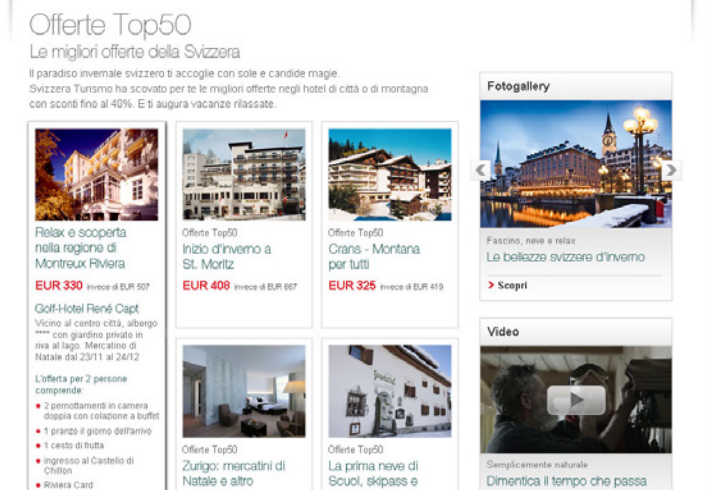 Offerte Top50
Le migliori offerte della Svizzera
Il paradiso invernale svizzero ti accoglie con sole e candide magie.
Svizzera Turismo ha scovato per te le migliori offerte negli hotel di città o di montagna
con sconti fino al 40%. E ti augura vacanze rilassate.
Relax e scoperta
nella regione di
Montreux Riviera
EUR 330 invece di EUR 507
Golf-Hotel René Capt
Vicino al centro città, albergo
**** con giardino privato in
riva al lago. Mercatino di
Natale dal 23/11 al 24/12
L'offerta per 2 persone
comprende:
2 pernottamenti in camera
doppia con colazione a buffet
1 pranzo il giorno dell'arrivo
1 cesto di frutta
ingresso al Castello di
Chillon
Riviera Card
Offerte Top50
Inizio d'inverno a
St. Moritz
EUR 408 invece di EUR 667
Offerte Top50
Crans - Montana
per tutti
EUR 325 invece di EUR 419
Offerte Top50
Zurigo: mercatini di
Natale e altro
Offerte Top50
La prima neve di
Scuol, skipass e
Fotogallery
Fascino, neve e relax
Le bellezze svizzere d'inverno
Scopri
Video
Semplicemente naturale
Dimentica il tempo che passa